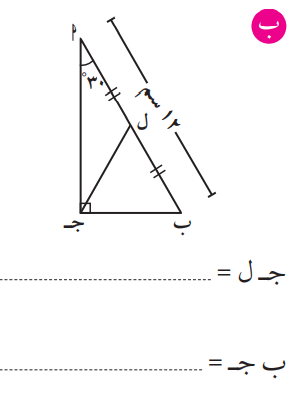 ب
٣٠°
١٢ سم
ل
جـ
ب
جـ ل =
ب جـ =